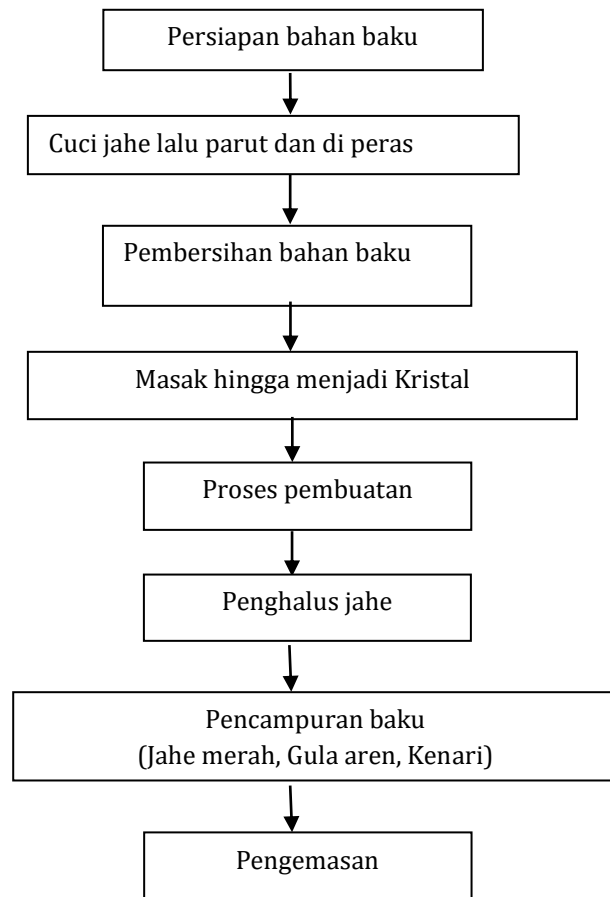 Persiapan bahan baku
Cuci jahe lalu parut dan di peras
Pembersihan bahan baku
Masak hingga menjadi Kristal
Proses pembuatan
Penghalus jahe
Pencampuran baku
(Jahe merah, Gula aren, Kenari)
Pengemasan